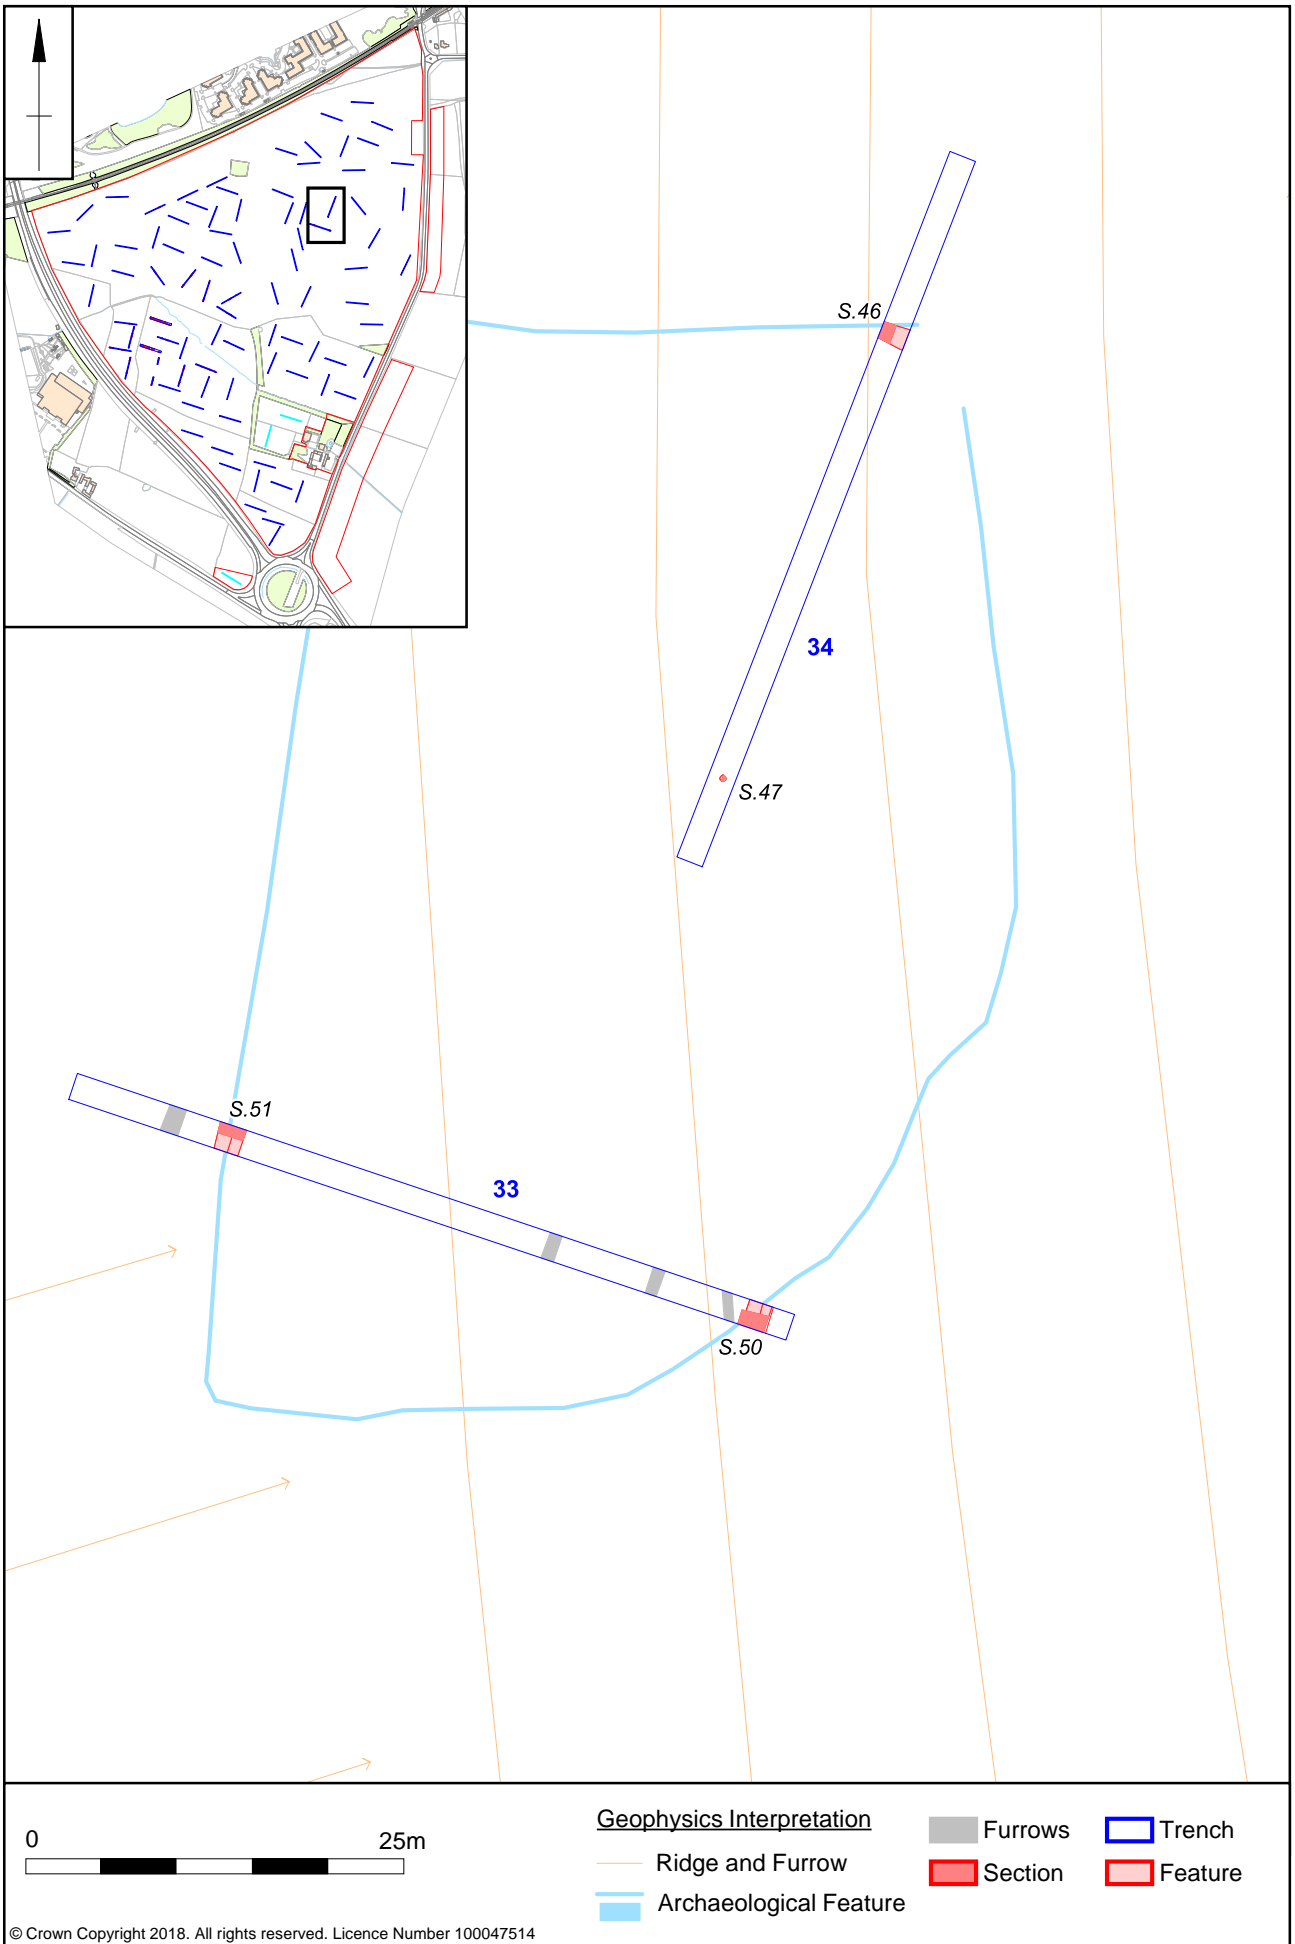 S.46
34
S.47
S.51
33
S.50
0 25m
Geophysics Interpretation
Ridge and Furrow
Archaeological Feature
Furrows
Section
Trench
Feature
© Crown Copyright 2018. All rights reserved. Licence Number 100047514